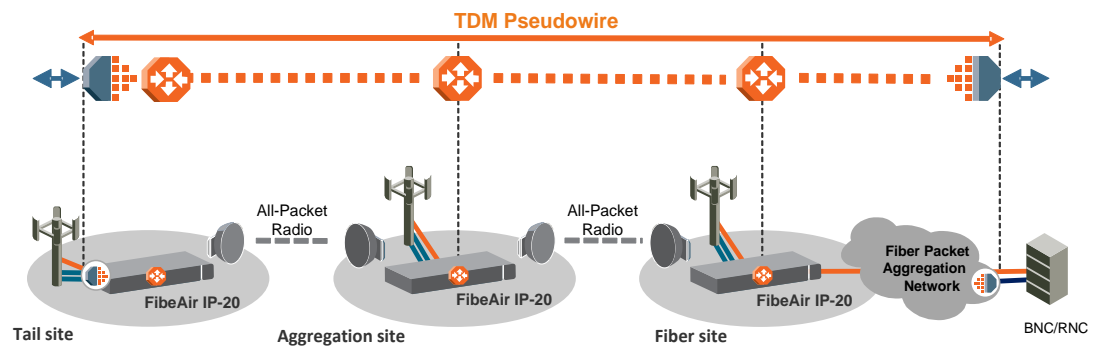 TDM Pseudowire
All-Packet
Radio
All-Packet
Radio
Fiber Packet
Aggregation
Network
FibeAir IP-20
FibeAir IP-20
FibeAir IP-20
Tail site
Aggregation site
Fiber site
BNC/RNC